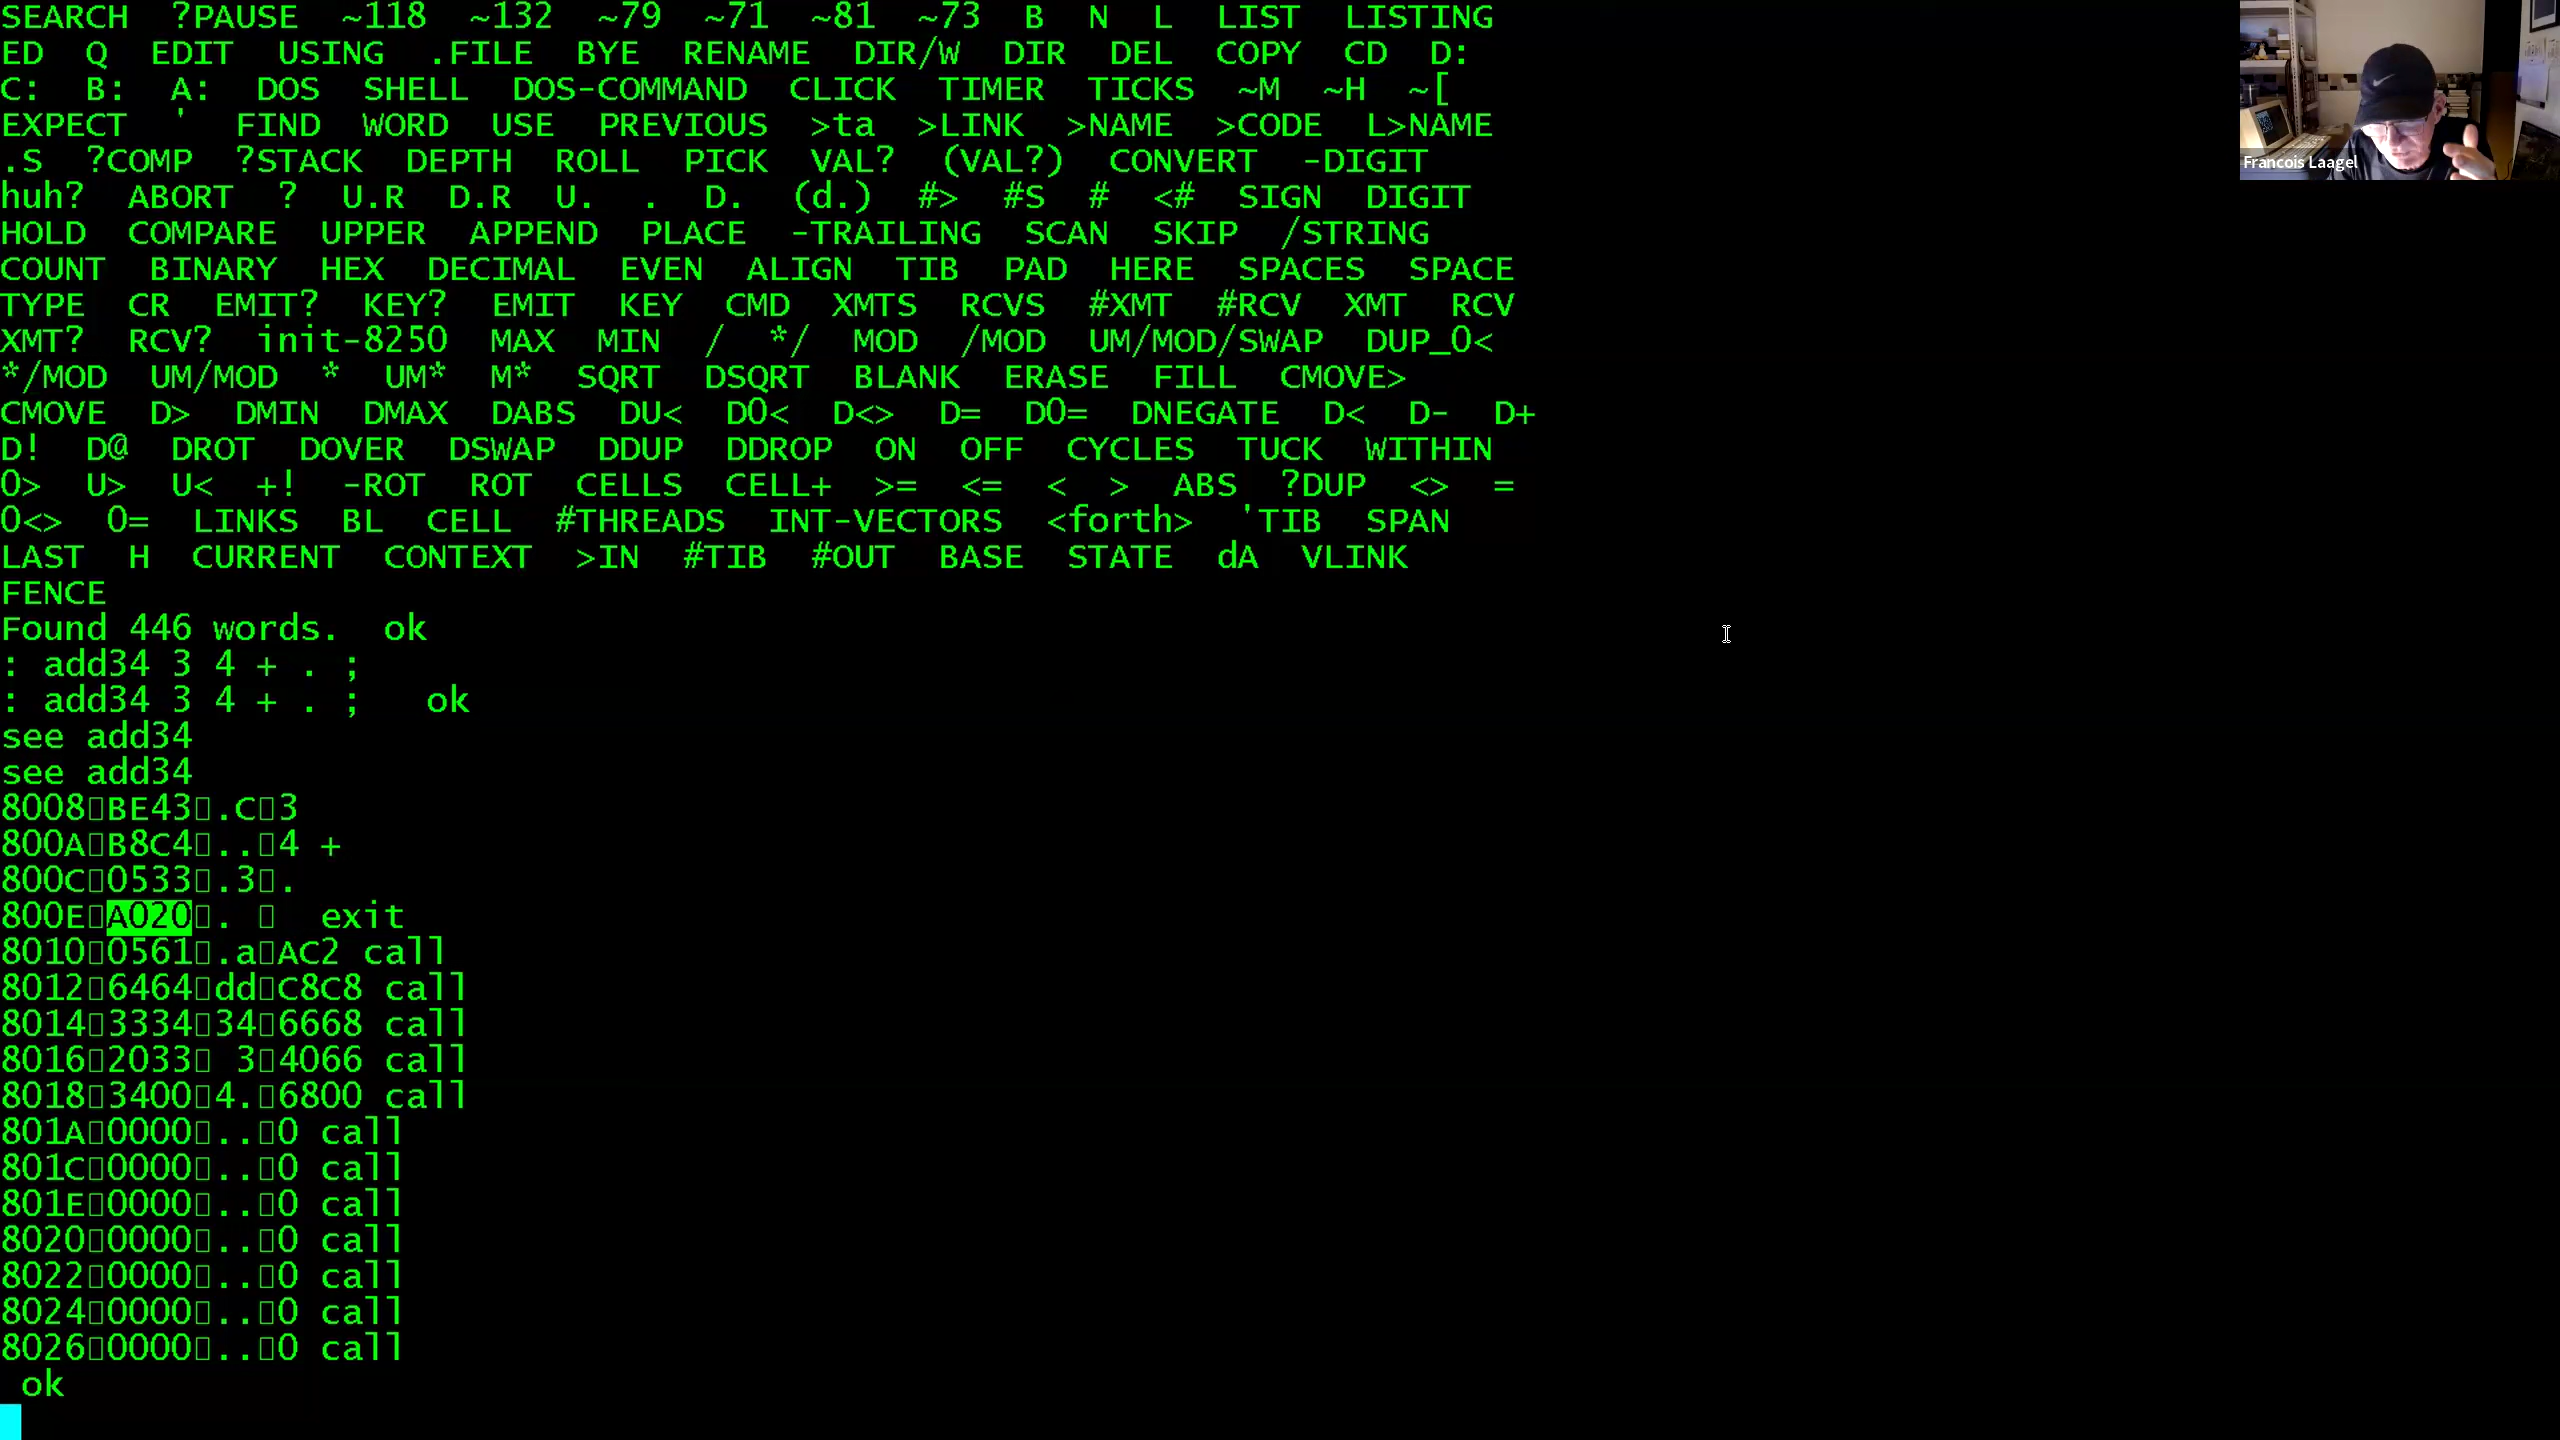 SEARCH ?PAUSE ~118 ~132 ~79 ~71 ~81 ~73 B N L LIST LISTING
ED Q EDIT USING .FILE BYE RENAME DIR/W DIR DEL COPY CD D:
C: B: A: DOS SHELL DOS-COMMAND CLICK TIMER TICKS ~M ~H ~[
EXPECT ' FIND WORD USE PREVIOUS >ta >LINK >NAME >CODE L>NAME
.S ?COMP ?STACK DEPTH ROLL PICK VAL? (VAL?) CONVERT -DIGIT
huh? ABORT ? U.R D.R U. . D. (d.) #> #S # <# SIGN DIGIT
HOLD COMPARE UPPER APPEND PLACE -TRAILING SCAN SKIP /STRING
COUNT BINARY HEX DECIMAL EVEN ALIGN TIB PAD HERE SPACES SPACE
TYPE CR EMIT? KEY? EMIT KEY CMD XMTS RCVS #XMT #RCV XMT RCV
XMT? RCV? init-8250 MAX MIN / */ MOD /MOD UM/MOD/SWAP DUP_0<
*/MOD UM/MOD * UM* M* SQRT DSQRT BLANK ERASE FILL CMOVE>
CMOVE D> DMIN DMAX DABS DU< D0< D<> D= D0= DNEGATE D< D- D+
D! D@ DROT DOVER DSWAP DDUP DDROP ON OFF CYCLES TUCK WITHIN
0> U> U< +! -ROT ROT CELLS CELL+ >= <= < > ABS ?DUP <> =
0<> 0= LINKS BL CELL #THREADS INT-VECTORS <forth> 'TIB SPAN
LAST H CURRENT CONTEXT >IN #TIB #OUT BASE STATE dA VLINK
FENCE
Found 446 words. ok
: add34 3 4 + . ;
: add34 3 4 + . ; ok
see add34
see add34
8008▯BE43▯.C▯3
800A▯B8C4▯..▯4 +
800C▯0533▯.3▯.
800E▯A020▯. ▯ exit
8010▯0561▯.a▯AC2 call
8012▯6464▯dd▯C8C8 call
8014▯3334▯34▯6668 call
8016▯2033▯ 3▯4066 call
8018▯3400▯4.▯6800 call
801A▯0000▯..▯0 call
801C▯0000▯..▯0 call
801E▯0000▯..▯0 call
8020▯0000▯..▯0 call
8022▯0000▯..▯0 call
8024▯0000▯..▯0 call
8026▯0000▯..▯0 call
ok
Francois Laagel